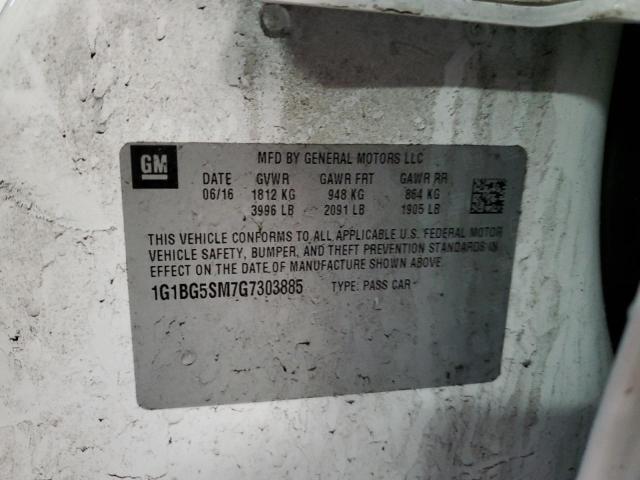 GM
MFD BY GENERAL MOTORS LLC
DATE GVWR GAWR FRT GAWR RR
06/16 1812 KG 948 KG 864 KG
3996 LB 2091 LB 1905 LB
THIS VEHICLE CONFORMS TO ALL APPLICABLE U.S. FEDERAL MOTOR
VEHICLE SAFETY, BUMPER, AND THEFT PREVENTION STANDARDS IN
EFFECT ON THE DATE OF MANUFACTURE SHOWN ABOVE.
1G1BG5SM7G7303885 TYPE: PASS CAR